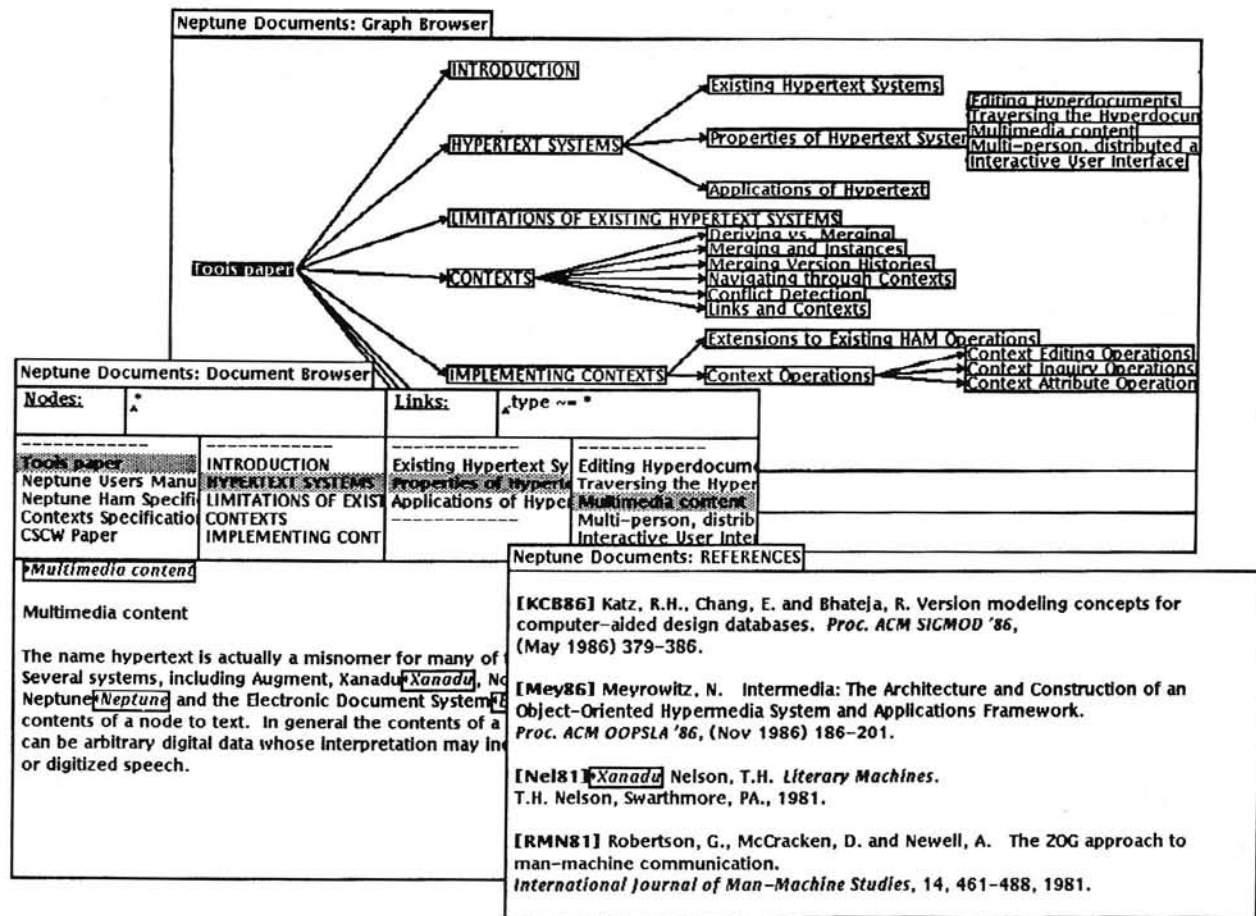 Neptune Documents: Graph Browser
INTRODUCTION
Existing Hypertext Systems
Editing Hyperdocuments
Traversing the Hyperdocun
HYPERTEXT SYSTEMS
Properties of Hypertext System
Multimedia content
Multi-person, distributed a
Interactive User Interface
Applications of Hypertext
LIMITATIONS OF EXISTING HYPERTEXT SYSTEMS
Deriving vs. Merging
Merging and Instances
Tools paper
Merging Version Histories
CONTEXTS
Navigating through Contexts
Conflict Detection
Links and Contexts
Extensions to Existing HAM Operations
IMPLEMENTING CONTEXTS
Context Operations
Context Editing Operations
Context Inquiry Operations
Context Attribute Operation
Neptune Documents: Document Browser
Nodes: * Links: type ~= *
Tools paper
Neptune Users Manu
Neptune Ham Specifi
Contexts Specificatio
CSCW Paper
INTRODUCTION
HYPERTEXT SYSTEMS
LIMITATIONS OF EXIST
CONTEXTS
IMPLEMENTING CONT
Existing Hypertext Sy
Properties of Hyperte
Applications of Hyper
Editing Hyperdocume
Traversing the Hyper
Multimedia content
Multi-person, distrib
Interactive User Inter
Multimedia content
Multimedia content
The name hypertext is actually a misnomer for many of
Several systems, including Augment, Xanadu Xanadu, No
Neptune Neptune and the Electronic Document System
contents of a node to text. In general the contents of a
can be arbitrary digital data whose interpretation may in
or digitized speech.
Neptune Documents: REFERENCES
[KCB86] Katz, R.H., Chang, E. and Bhateja, R. Version modeling concepts for
computer-aided design databases. Proc. ACM SIGMOD '86,
(May 1986) 379-386.
[Mey86] Meyrowitz, N. Intermedia: The Architecture and Construction of an
Object-Oriented Hypermedia System and Applications Framework.
Proc. ACM OOPSLA '86, (Nov 1986) 186-201.
[Nel81] Xanadu Nelson, T.H. Literary Machines.
T.H. Nelson, Swarthmore, PA., 1981.
[RMN81] Robertson, G., McCracken, D. and Newell, A. The ZOG approach to
man-machine communication.
International Journal of Man-Machine Studies, 14, 461-488, 1981.